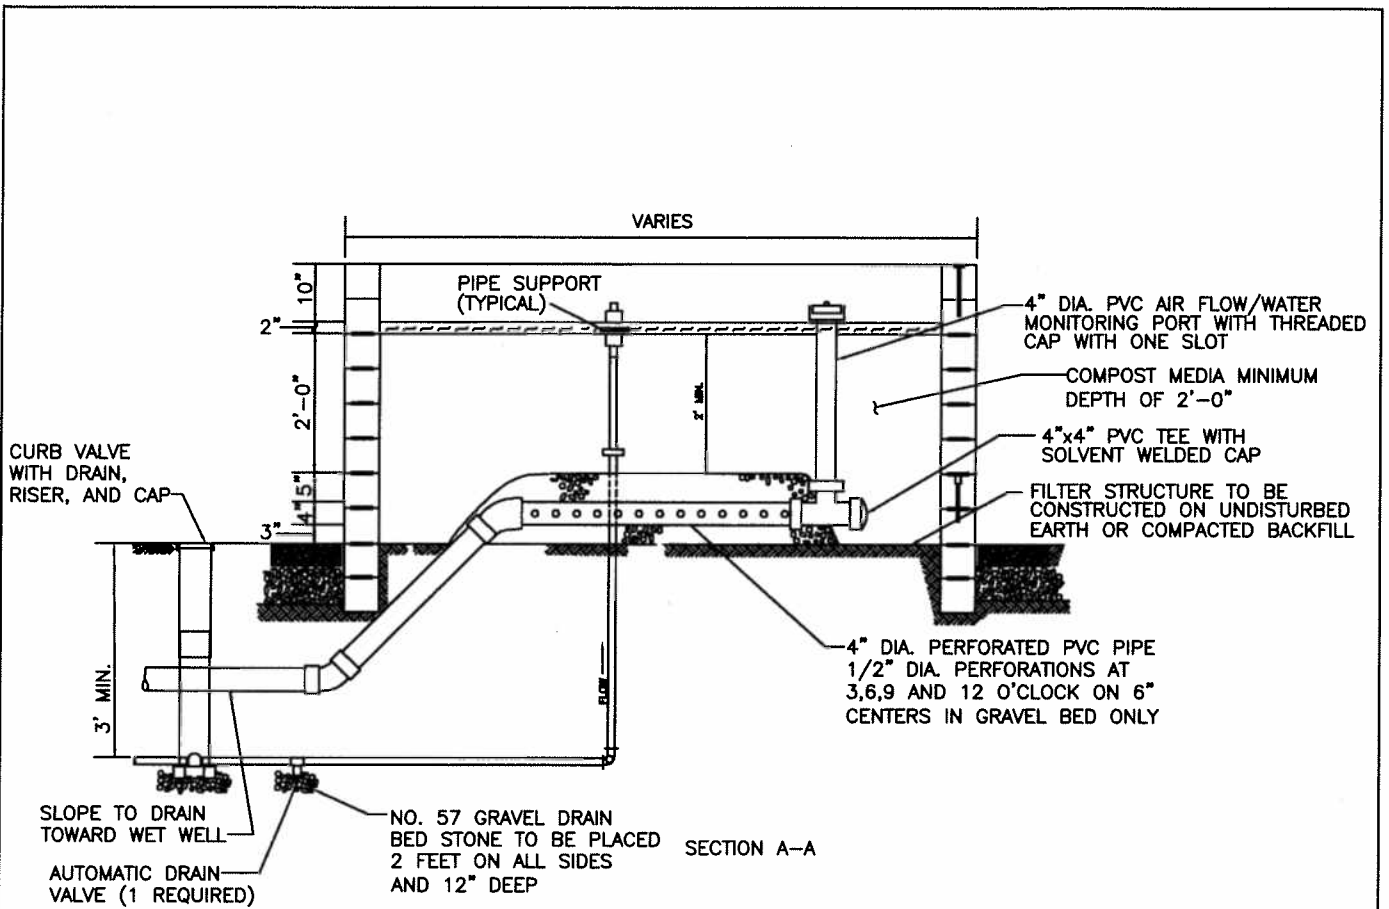 VARIES
PIPE SUPPORT
(TYPICAL)
10"
2"
2'-0"
5"
4"
3"
2' MIN.
4" DIA. PVC AIR FLOW/WATER
MONITORING PORT WITH THREADED
CAP WITH ONE SLOT
COMPOST MEDIA MINIMUM
DEPTH OF 2'-0"
4"x4" PVC TEE WITH
SOLVENT WELDED CAP
FILTER STRUCTURE TO BE
CONSTRUCTED ON UNDISTURBED
EARTH OR COMPACTED BACKFILL
CURB VALVE
WITH DRAIN,
RISER, AND CAP
3' MIN.
FLOW
4" DIA. PERFORATED PVC PIPE
1/2" DIA. PERFORATIONS AT
3,6,9 AND 12 O'CLOCK ON 6"
CENTERS IN GRAVEL BED ONLY
SLOPE TO DRAIN
TOWARD WET WELL
AUTOMATIC DRAIN
VALVE (1 REQUIRED)
NO. 57 GRAVEL DRAIN
BED STONE TO BE PLACED
2 FEET ON ALL SIDES
AND 12" DEEP
SECTION A-A